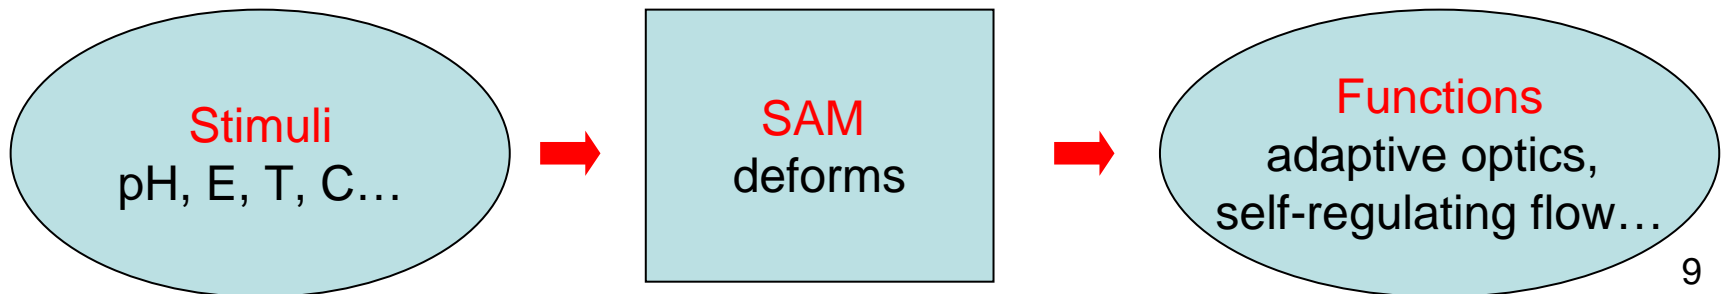 Stimuli
pH, E, T, C…
SAM
deforms
Functions
adaptive optics,
self-regulating flow…
9